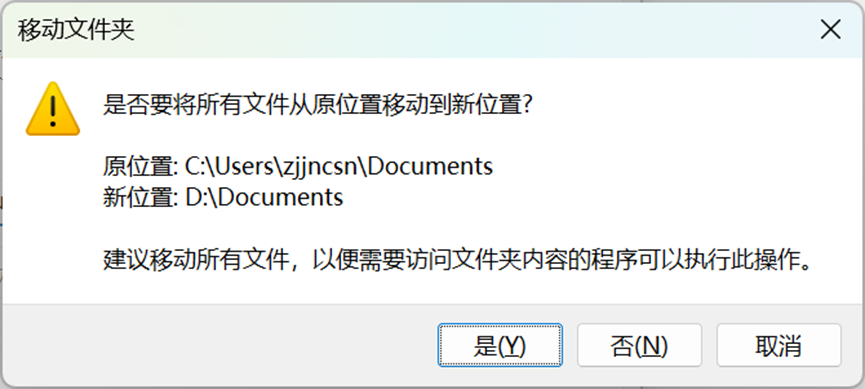 移动文件夹
是否要将所有文件从原位置移动到新位置?
原位置: C:\Users\zjjncsn\Documents
新位置: D:\Documents
建议移动所有文件，以便需要访问文件夹内容的程序可以执行此操作。
是(Y) 否(N) 取消